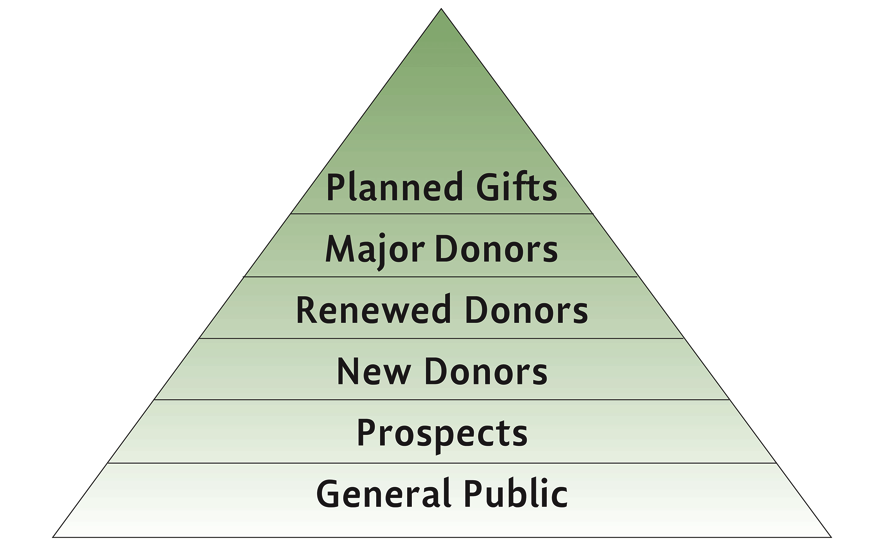 Planned Gifts
Major Donors
Renewed Donors
New Donors
Prospects
General Public